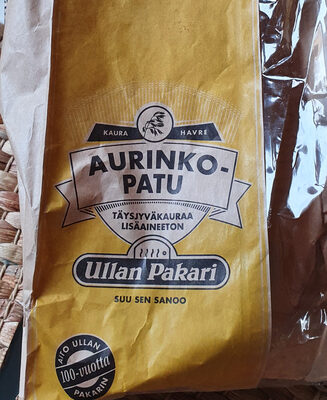 KAURA HAVRE
AURINKO-
PATU
TÄYSJYVÄKAURAA
LISÄAINEETON
Ullan Pakari
SUU SEN SANOO
AITO ULLAN
100-vuotta
PAKARIN